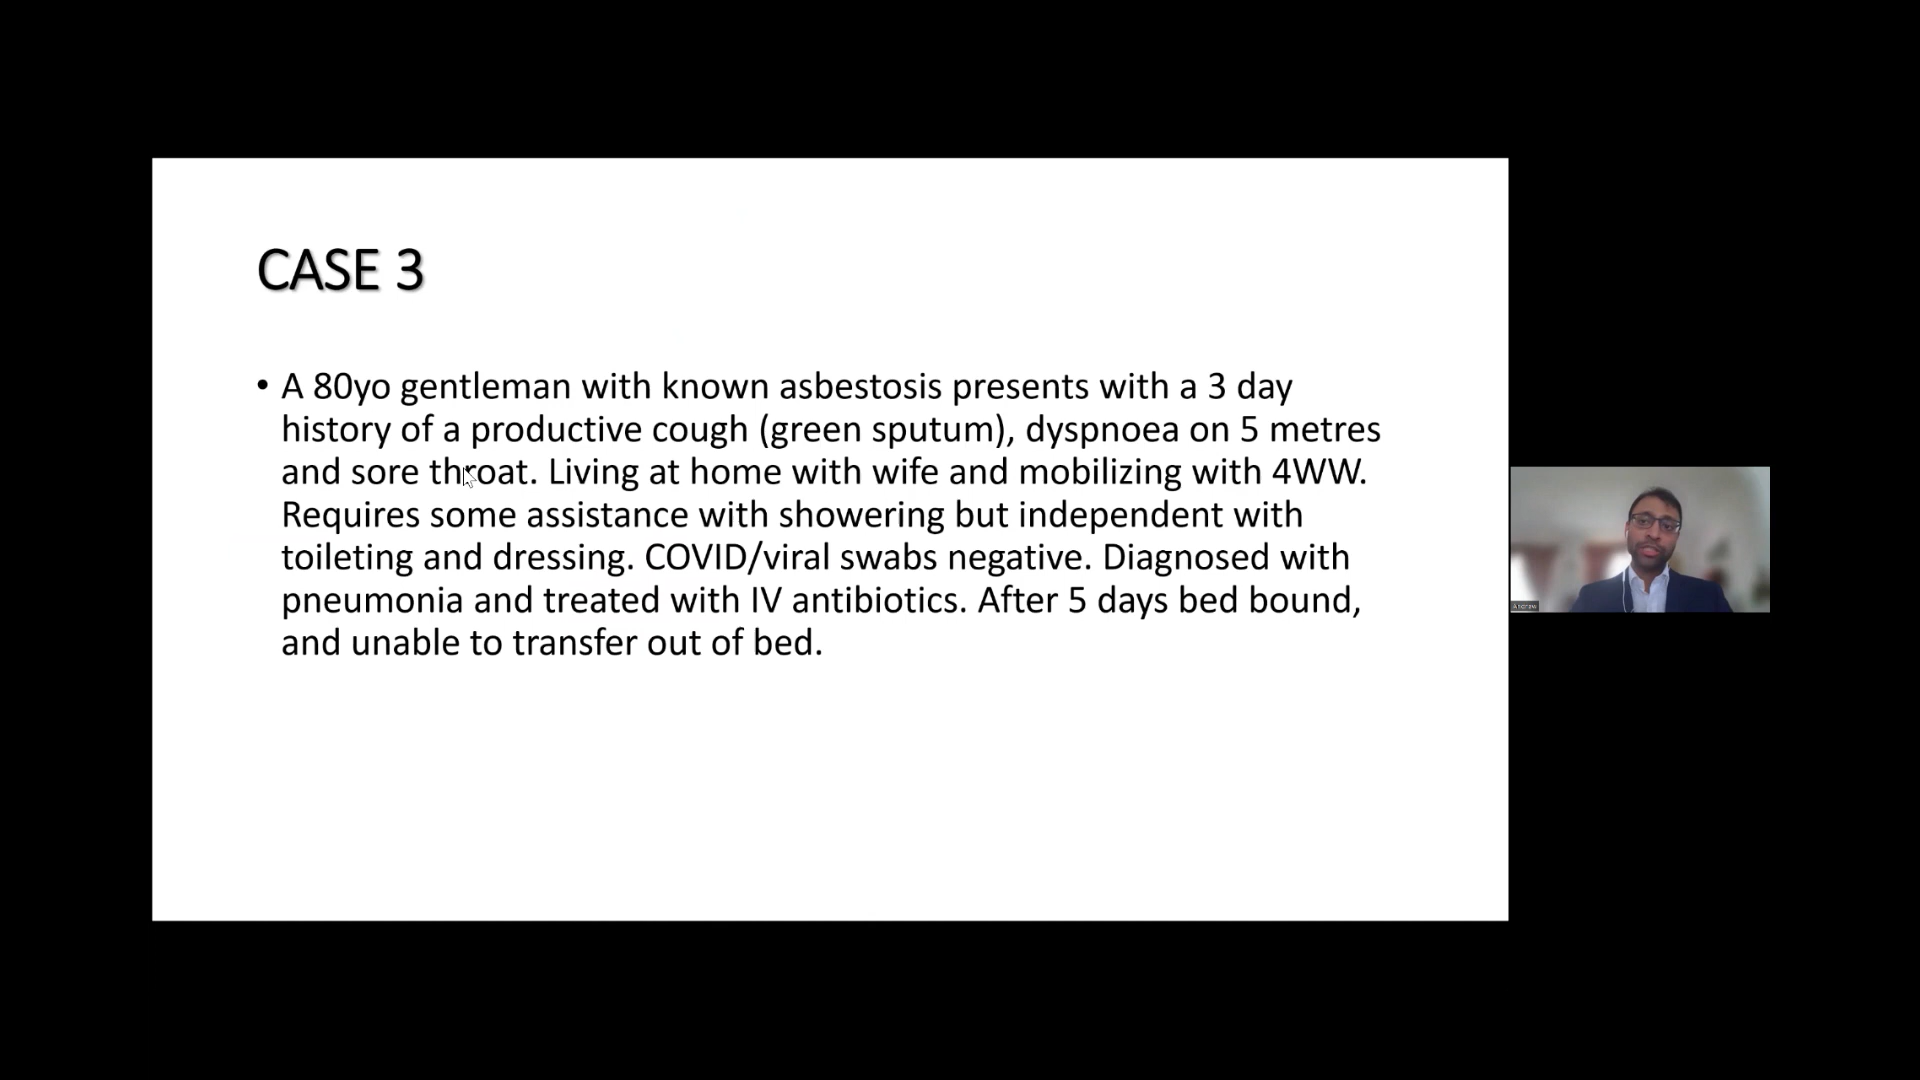 CASE 3
• A 80yo gentleman with known asbestosis presents with a 3 day
history of a productive cough (green sputum), dyspnoea on 5 metres
and sore throat. Living at home with wife and mobilizing with 4WW.
Requires some assistance with showering but independent with
toileting and dressing. COVID/viral swabs negative. Diagnosed with
pneumonia and treated with IV antibiotics. After 5 days bed bound,
and unable to transfer out of bed.
Andrew